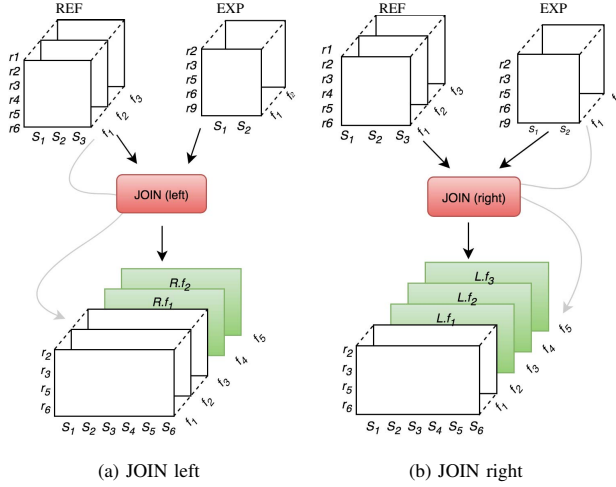 REF EXP REF EXP
r1
r2
r3
r4
r5
r6
S1 S2 S3
f1 f2 f3
r2
r3
r5
r6
r9
S1 S2
f1 f2
JOIN (left)
R.f2
R.f1
r2
r3
r5
r6
S1 S2 S3 S4 S5 S6
f1 f2 f3 f4 f5
(a) JOIN left
r1
r2
r3
r4
r5
r6
S1 S2 S3
f1 f2 f3
r2
r3
r5
r6
r9
s1 s2
JOIN (right)
L.f3
L.f2
L.f1
r2
r3
r5
r6
S1 S2 S3 S4 S5 S6
f1 f2 f3 f4 f5
(b) JOIN right